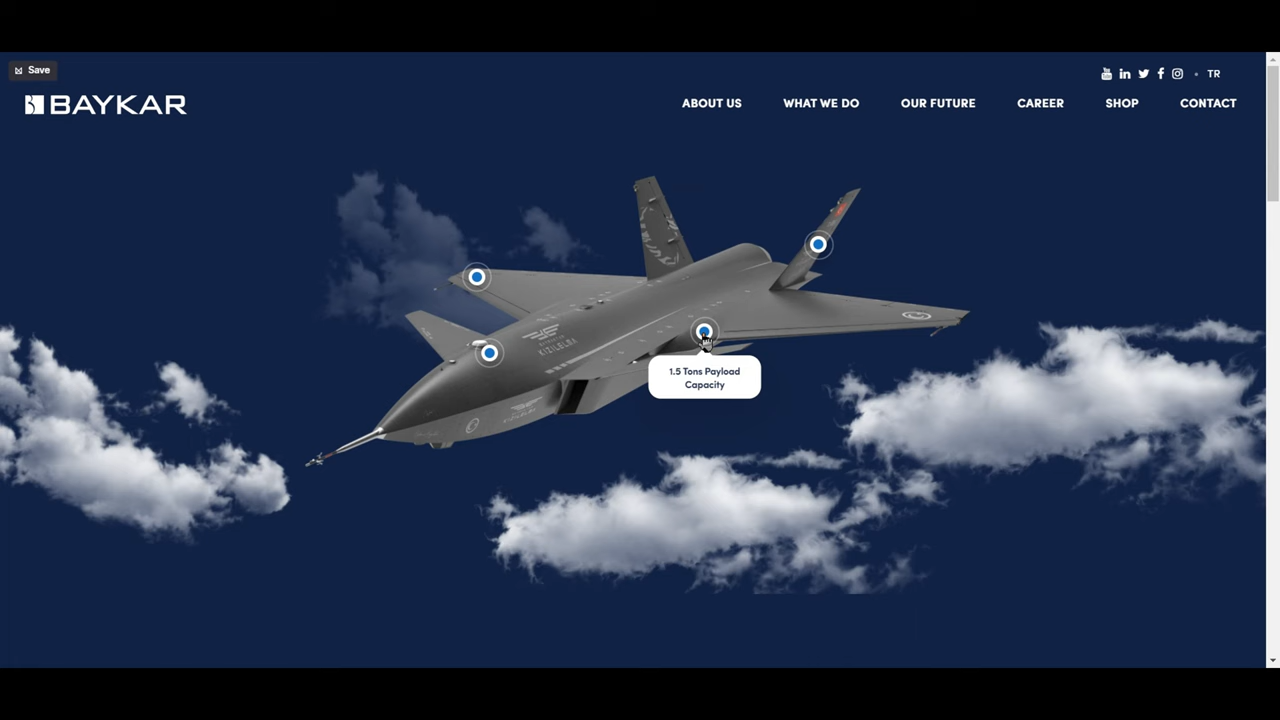 Save
TR
BAYKAR
ABOUT US
WHAT WE DO
OUR FUTURE
CAREER
SHOP
CONTACT
KIZILELMA
1.5 Tons Payload
Capacity